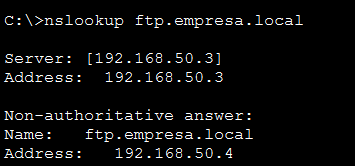 C:\>nslookup ftp.empresa.local
Server: [192.168.50.3]
Address:  192.168.50.3
Non-authoritative answer:
Name:   ftp.empresa.local
Address:   192.168.50.4